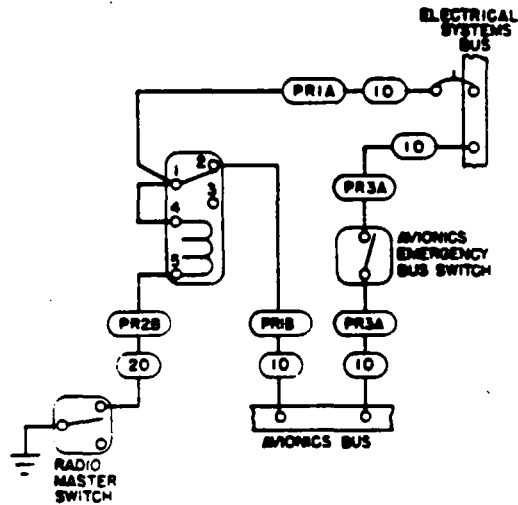 ELECTRICAL
SYSTEMS
BUS
PR1A
10
10
PR3A
1
2
3
4
5
AVIONICS
EMERGENCY
BUS SWITCH
PR2B
PR1B
PR3A
20
10
10
AVIONICS BUS
RADIO
MASTER
SWITCH